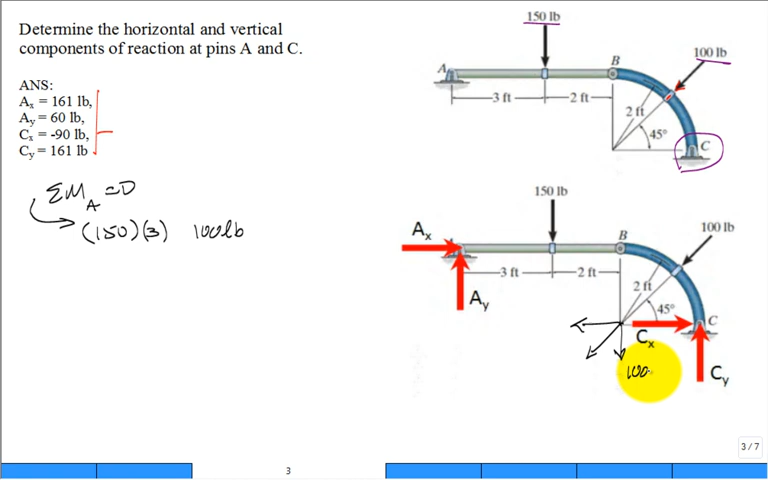 Determine the horizontal and vertical
components of reaction at pins A and C.
ANS:
Ax = 161 lb,
Ay = 60 lb,
Cx = -90 lb,
Cy = 161 lb
ΣM_A = 0
(150)(3) 100lb
150 lb
100 lb
A
B
3 ft
2 ft
2 ft
45°
C
150 lb
100 lb
Ax
B
3 ft
2 ft
2 ft
45°
Ay
C
Cx
100
Cy
3/7
3